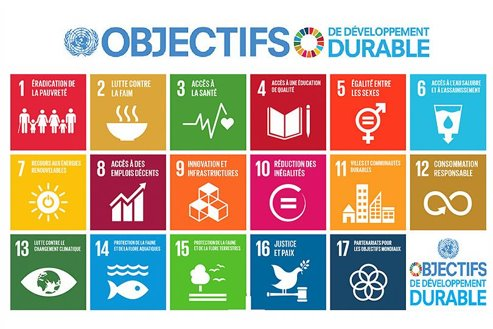 OBJECTIFS
DE DÉVELOPPEMENT
DURABLE
1 ÉRADICATION DE
LA PAUVRETÉ
2 LUTTE CONTRE
LA FAIM
3 ACCÈS À
LA SANTÉ
4 ACCÈS À UNE ÉDUCATION
DE QUALITÉ
5 ÉGALITÉ ENTRE
LES SEXES
6 ACCÈS À L'EAU SALUBRE
ET À L'ASSAINISSEMENT
7 RECOURS AUX ÉNERGIES
RENOUVELABLES
8 ACCÈS À DES
EMPLOIS DÉCENTS
9 INNOVATION ET
INFRASTRUCTURES
10 RÉDUCTION DES
INÉGALITÉS
11 VILLES ET COMMUNAUTÉS
DURABLES
12 CONSOMMATION
RESPONSABLE
13 LUTTE CONTRE LE
CHANGEMENT CLIMATIQUE
14 PROTECTION DE LA FAUNE
ET DE LA FLORE AQUATIQUES
15 PROTECTION DE LA FAUNE
ET DE LA FLORE TERRESTRES
16 JUSTICE
ET PAIX
17 PARTENARIATS POUR
LES OBJECTIFS MONDIAUX
OBJECTIFS
DE DÉVELOPPEMENT
DURABLE